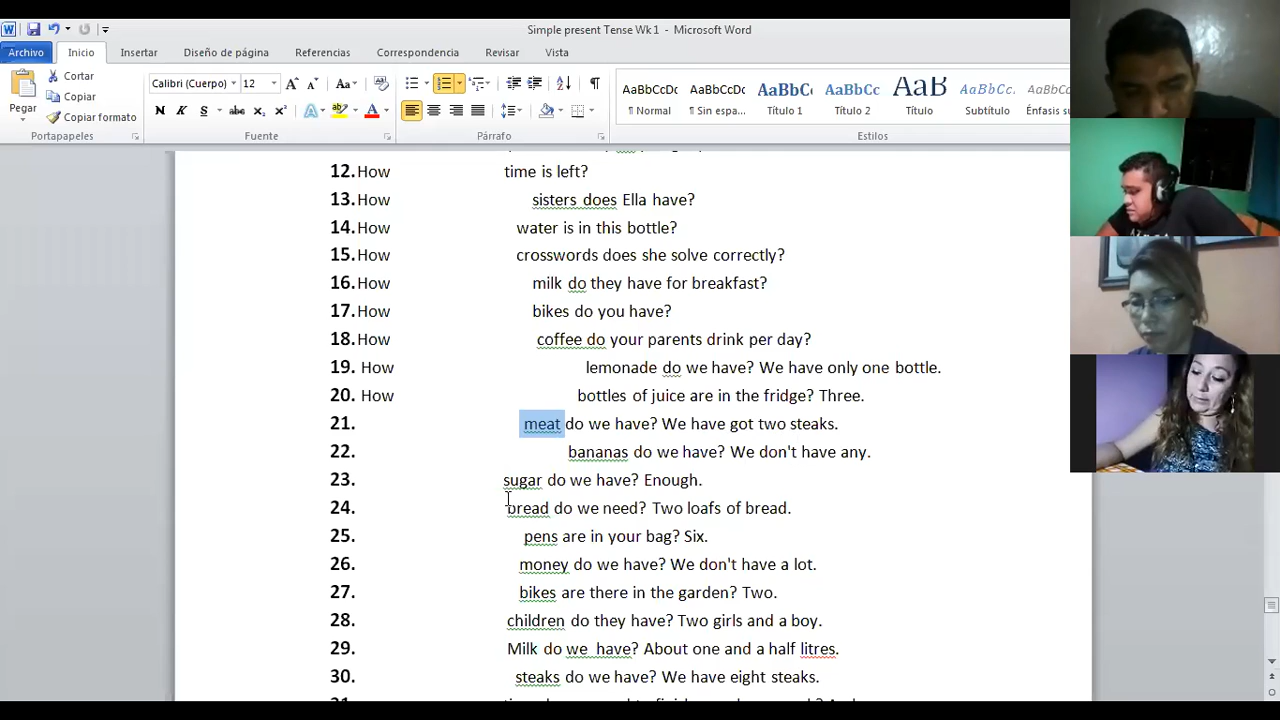 Simple present Tense Wk1 - Microsoft Word
Archivo Inicio Insertar Diseño de página Referencias Correspondencia Revisar Vista
Pegar
Cortar
Copiar
Copiar formato
Portapapeles
Calibri (Cuerpo) 12
N K S abc x₂ x²
Fuente
Párrafo
AaBbCcDc AaBbCcDc AaBbC AaBbCc AaB AaBbCc. AaBbCcD
¶ Normal ¶ Sin espa... Título 1 Título 2 Título Subtítulo Énfasis su
Estilos
12. How time is left?
13. How sisters does Ella have?
14. How water is in this bottle?
15. How crosswords does she solve correctly?
16. How milk do they have for breakfast?
17. How bikes do you have?
18. How coffee do your parents drink per day?
19. How lemonade do we have? We have only one bottle.
20. How bottles of juice are in the fridge? Three.
21. meat do we have? We have got two steaks.
22. bananas do we have? We don't have any.
23. sugar do we have? Enough.
24. bread do we need? Two loafs of bread.
25. pens are in your bag? Six.
26. money do we have? We don't have a lot.
27. bikes are there in the garden? Two.
28. children do they have? Two girls and a boy.
29. Milk do we have? About one and a half litres.
30. steaks do we have? We have eight steaks.